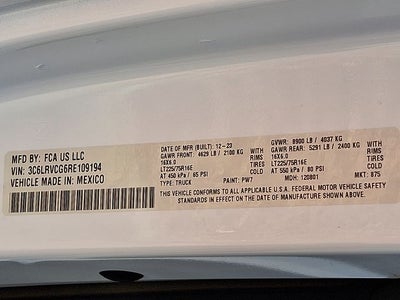 MFD BY: FCA US LLC
VIN: 3C6LRVCG6RE109194
VEHICLE MADE IN: MEXICO
DATE OF MFR (BUILT): 12-23
GAWR FRONT: 4629 LB / 2100 KG WITH
16X6.0 RIMS
LT225/75R16E TIRES
AT 450 kPa / 65 PSI COLD
TYPE: TRUCK PAINT: PW7
GVWR: 8900 LB / 4037 KG
GAWR REAR: 5291 LB / 2400 KG WITH
16X6.0 RIMS
LT225/75R16E TIRES
AT 550 kPa / 80 PSI COLD
MDH: 120801 MKT: 875
THIS VEHICLE CONFORMS TO ALL APPLICABLE U.S.A. FEDERAL MOTOR VEHICLE SAFETY
STANDARDS IN EFFECT ON THE DATE OF MANUFACTURE SHOWN ABOVE.